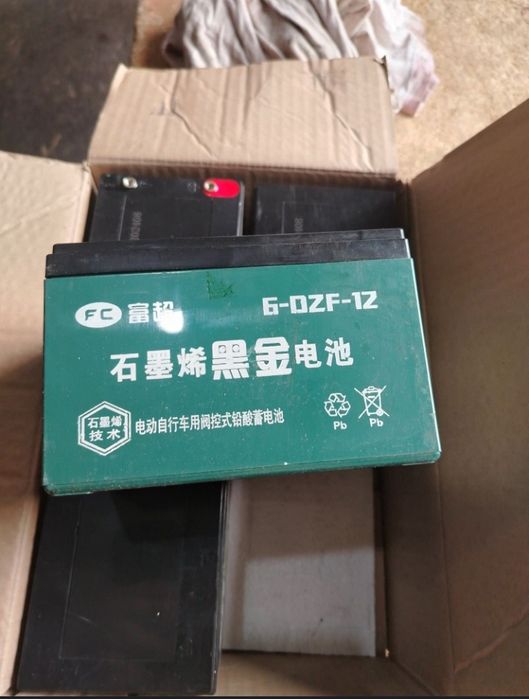 FC 富超 6-DZF-12
石墨烯黑金电池
石墨烯
技术
电动自行车用阀控式铅酸蓄电池
Pb Pb